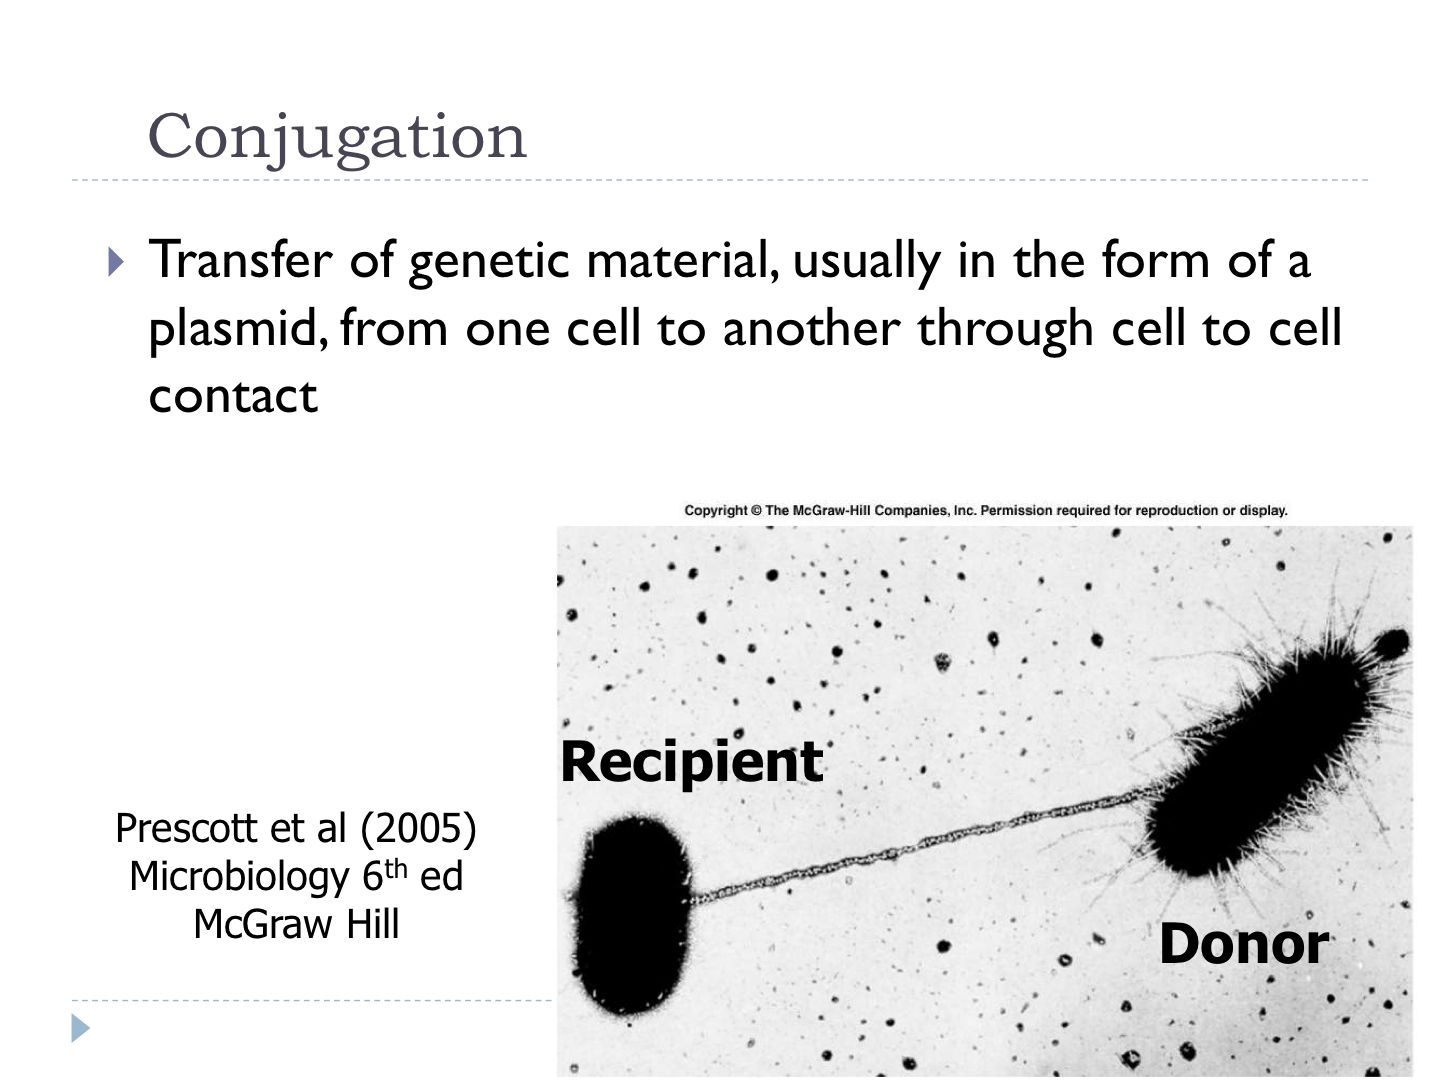 Conjugation
Transfer of genetic material, usually in the form of a
plasmid, from one cell to another through cell to cell
contact
Copyright © The McGraw-Hill Companies, Inc. Permission required for reproduction or display.
Recipient
Prescott et al (2005)
Microbiology 6th ed
McGraw Hill
Donor